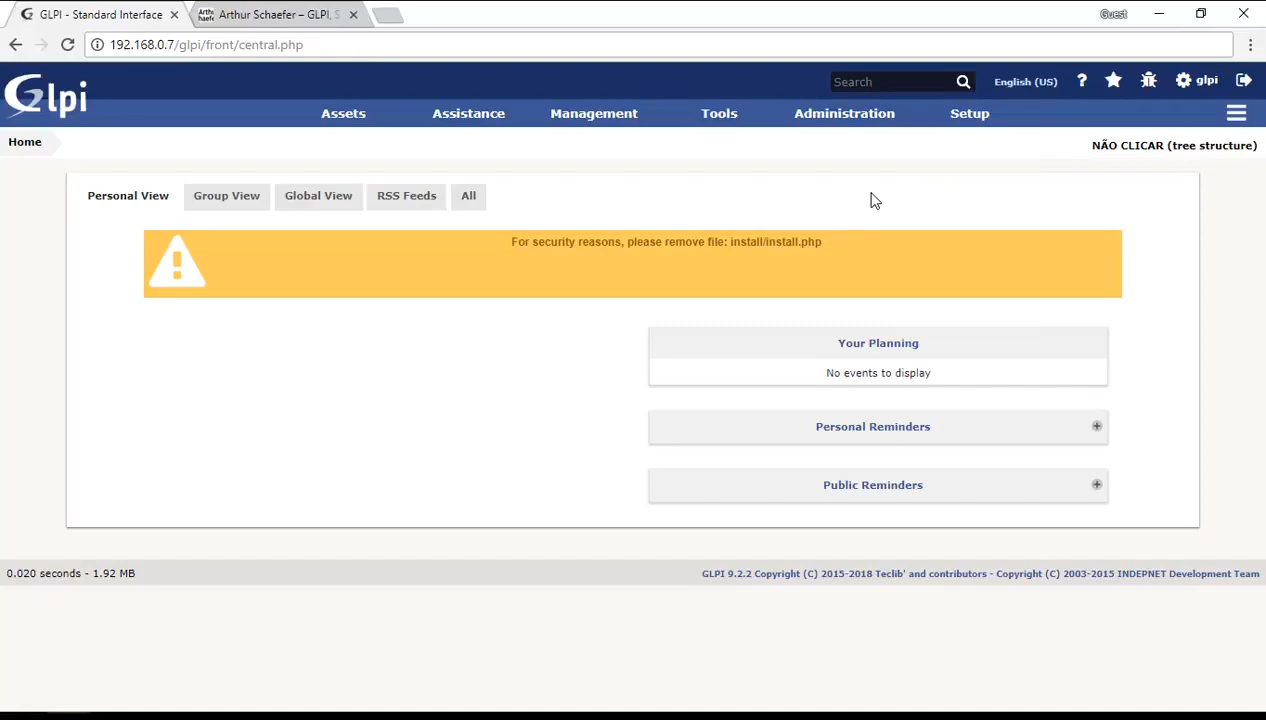 GLPI - Standard Interface
Arthur Schaefer – GLPI, S
Guest
192.168.0.7/glpi/front/central.php
Glpi
Search
English (US)
?
glpi
Assets
Assistance
Management
Tools
Administration
Setup
Home
NÃO CLICAR (tree structure)
Personal View
Group View
Global View
RSS Feeds
All
For security reasons, please remove file: install/install.php
Your Planning
No events to display
Personal Reminders
Public Reminders
0.020 seconds - 1.92 MB
GLPI 9.2.2 Copyright (C) 2015-2018 Teclib' and contributors - Copyright (C) 2003-2015 INDEPNET Development Team